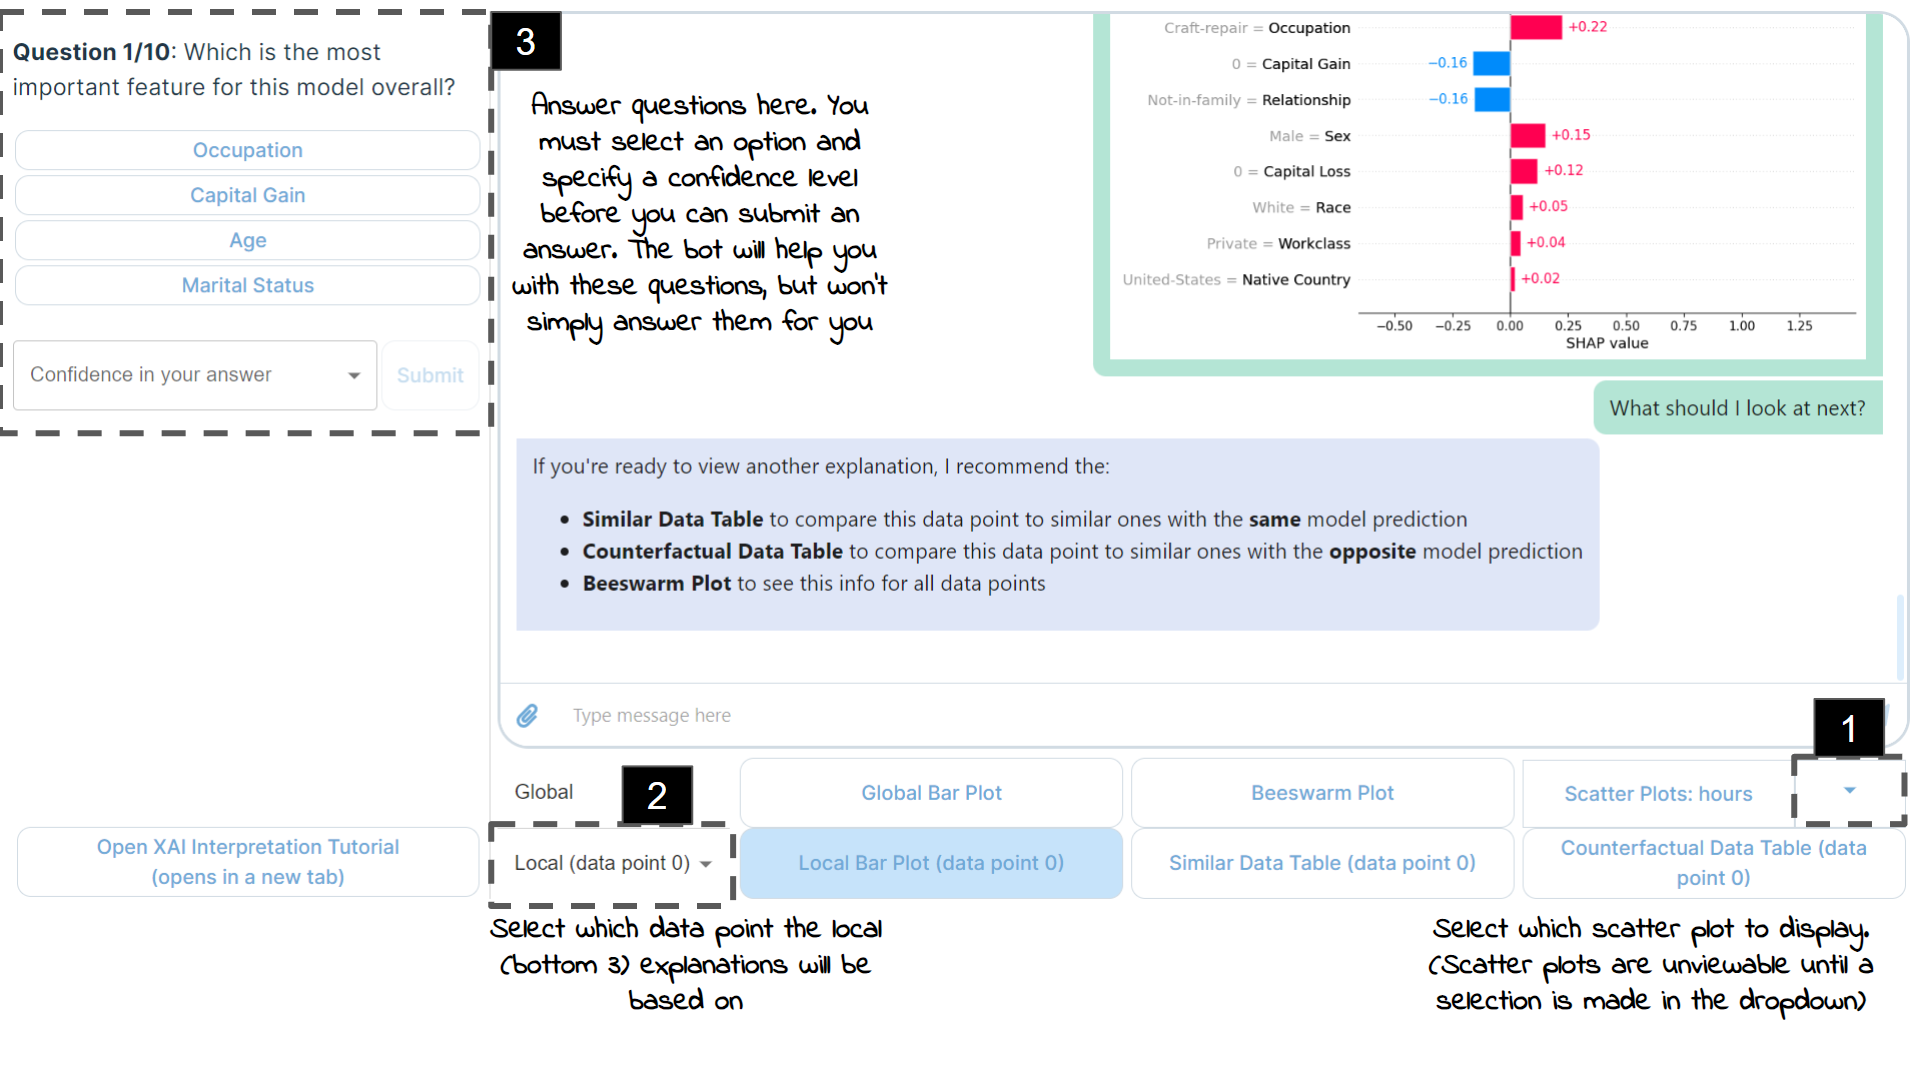 Question 1/10: Which is the most
important feature for this model overall?
Occupation
Capital Gain
Age
Marital Status
Confidence in your answer
Submit
3
Answer questions here. You
must select an option and
specify a confidence level
before you can submit an
answer. The bot will help you
with these questions, but won't
simply answer them for you
Craft-repair = Occupation
+0.22
0 = Capital Gain
−0.16
Not-in-family = Relationship
−0.16
Male = Sex
+0.15
0 = Capital Loss
+0.12
White = Race
+0.05
Private = Workclass
+0.04
United-States = Native Country
+0.02
−0.50 −0.25 0.00 0.25 0.50 0.75 1.00 1.25
SHAP value
What should I look at next?
If you're ready to view another explanation, I recommend the:
• Similar Data Table to compare this data point to similar ones with the same model prediction
• Counterfactual Data Table to compare this data point to similar ones with the opposite model prediction
• Beeswarm Plot to see this info for all data points
Type message here
1
Global
2
Global Bar Plot
Beeswarm Plot
Scatter Plots: hours
Open XAI Interpretation Tutorial
(opens in a new tab)
Local (data point 0)
Local Bar Plot (data point 0)
Similar Data Table (data point 0)
Counterfactual Data Table (data
point 0)
Select which data point the local
(bottom 3) explanations will be
based on
Select which scatter plot to display.
(Scatter plots are unviewable until a
selection is made in the dropdown)